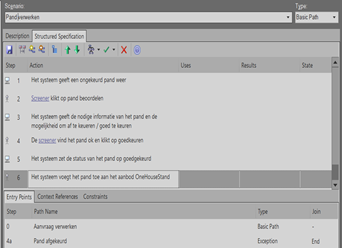 Scenario:
Type:
Pand verwerken
Basic Path
Description
Structured Specification
Step
Action
Uses
Results
State
1
Het systeem geeft een ongekeurd pand weer
2
Screener klikt op pand beoordelen
3
Het systeem geeft de nodige informatie van het pand en de
mogelijkheid om af te keuren / goed te keuren
4
De screener vind het pand ok en klikt op goedkeuren
5
Het systeem zet de status van het pand op goedgekeurd
6
Het systeem voegt het pand toe aan het aanbod OneHouseStand
Entry Points
Context References
Constraints
Step
Path Name
Type
Join
0
Aanvraag verwerken
Basic Path
-
4a
Pand afgekeurd
Exception
End